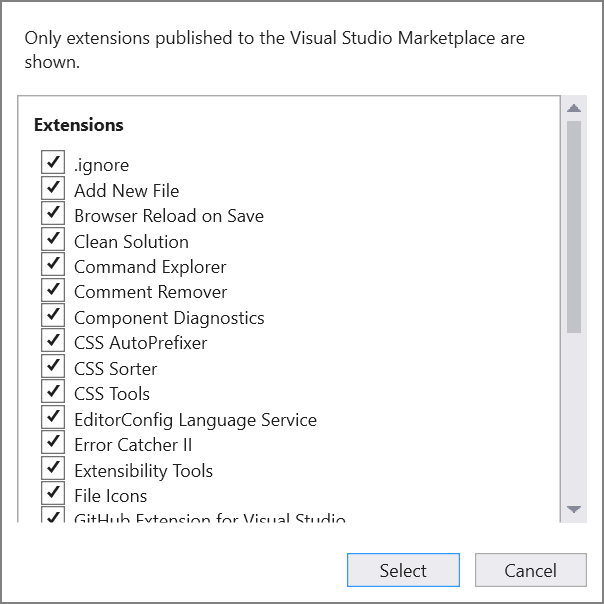 Only extensions published to the Visual Studio Marketplace are
shown.
Extensions
.ignore
Add New File
Browser Reload on Save
Clean Solution
Command Explorer
Comment Remover
Component Diagnostics
CSS AutoPrefixer
CSS Sorter
CSS Tools
EditorConfig Language Service
Error Catcher II
Extensibility Tools
File Icons
GitHub Extension for Visual Studio
Select Cancel